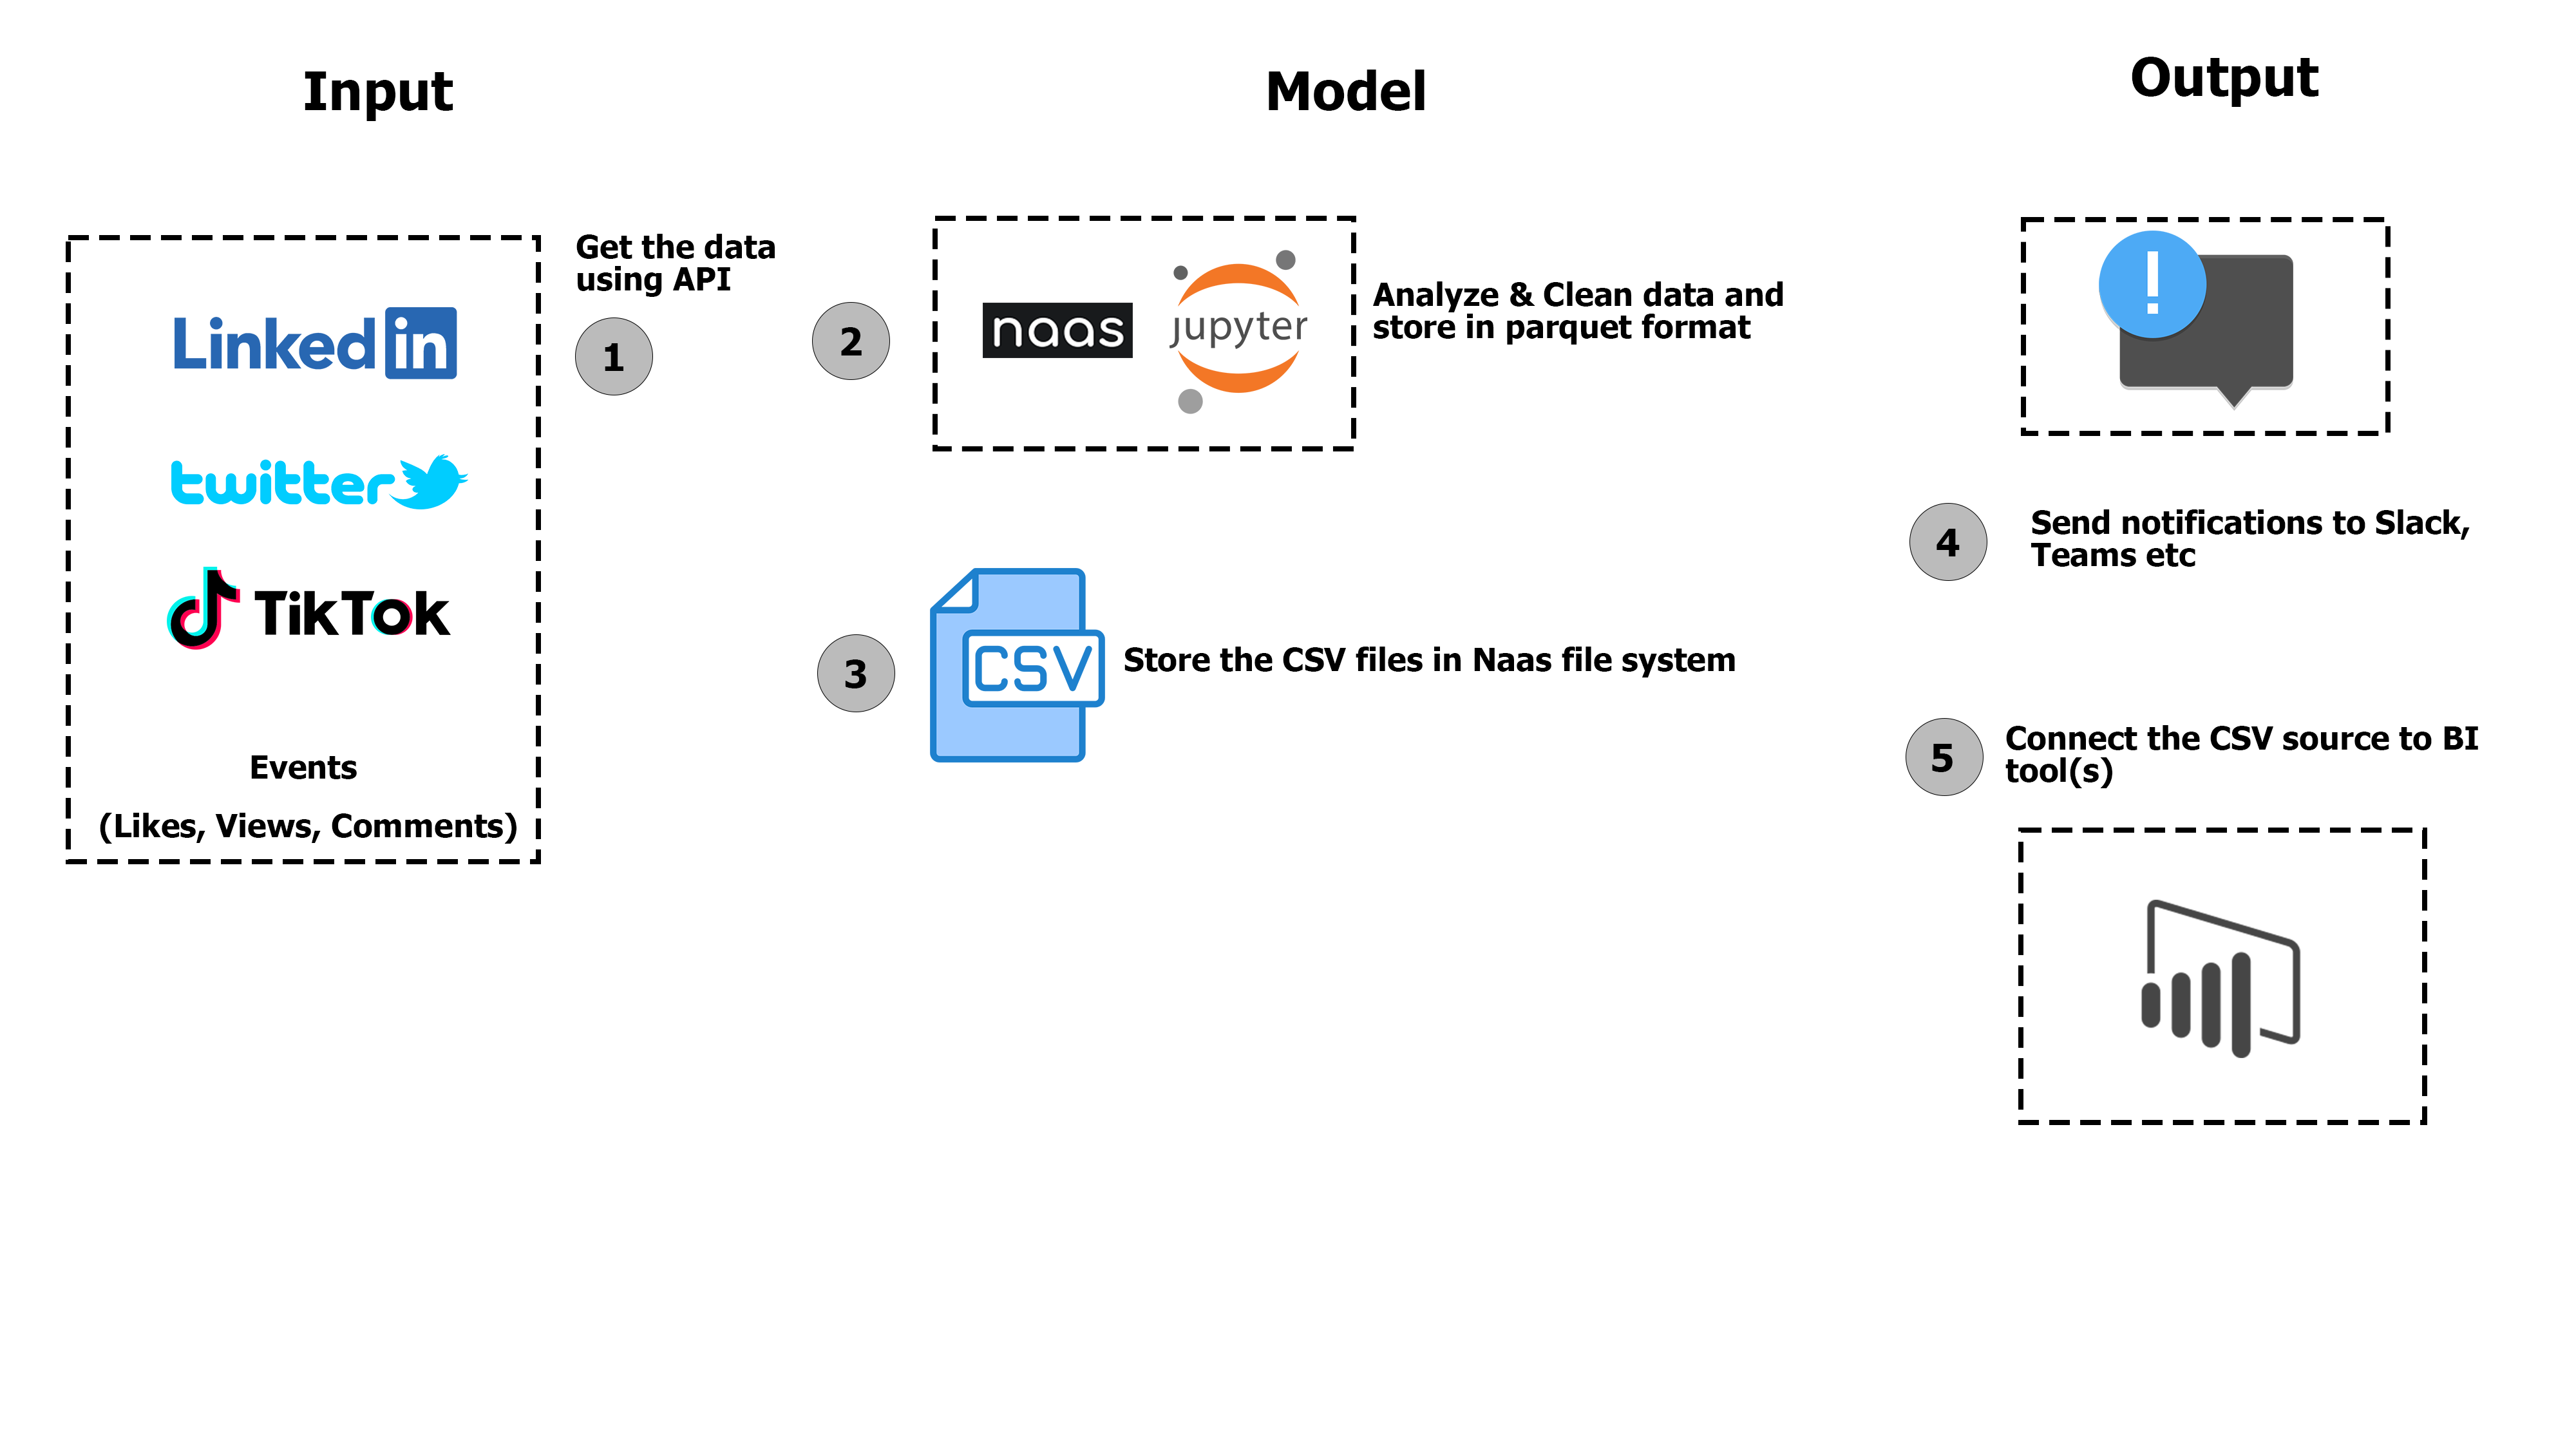 Input
Model
Output
Linkedin
twitter
TikTok
Events
(Likes, Views, Comments)
Get the data
using API
1
2
naas
jupyter
Analyze & Clean data and
store in parquet format
3
CSV
Store the CSV files in Naas file system
!
4
Send notifications to Slack,
Teams etc
5
Connect the CSV source to BI
tool(s)